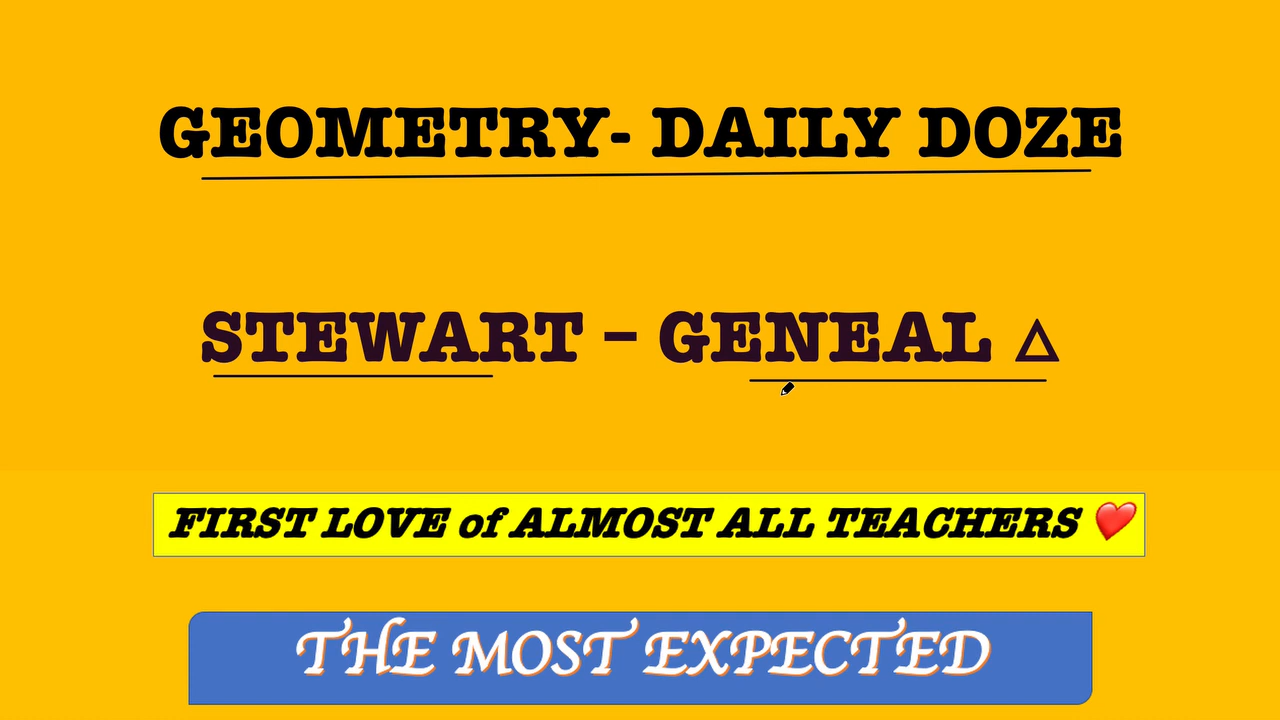 GEOMETRY- DAILY DOZE
STEWART – GENEAL Δ
FIRST LOVE of ALMOST ALL TEACHERS ❤️
THE MOST EXPECTED